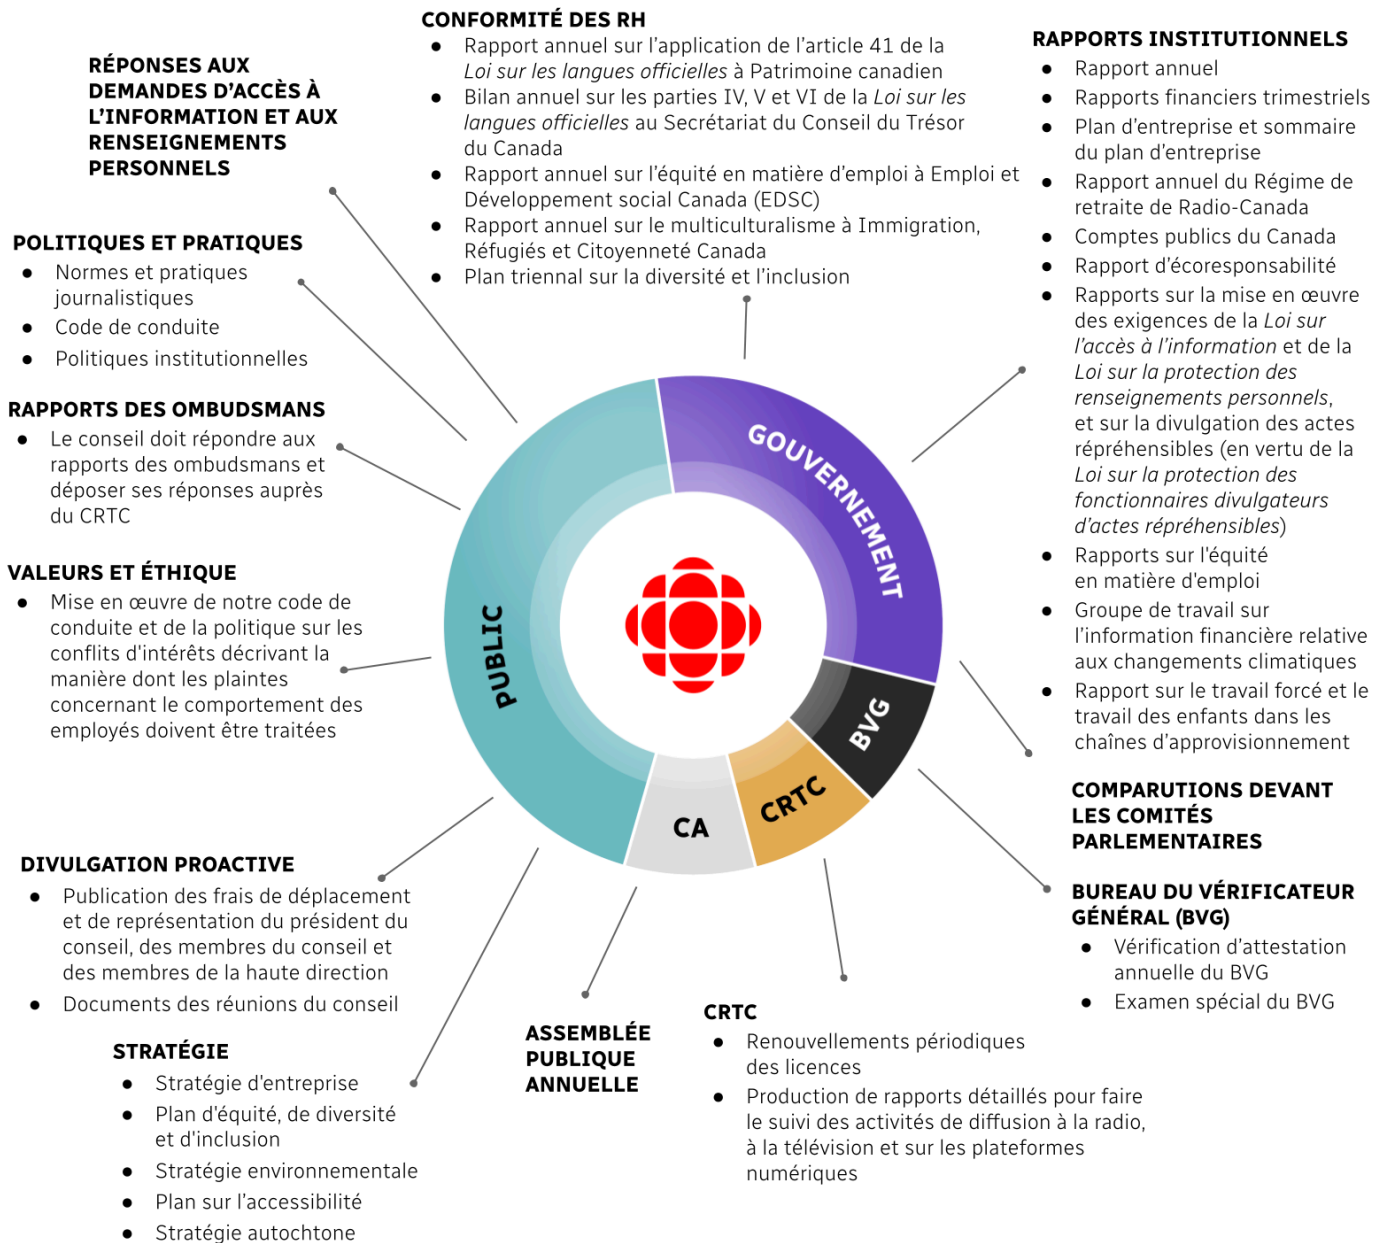 CONFORMITÉ DES RH
● Rapport annuel sur l'application de l'article 41 de la
Loi sur les langues officielles à Patrimoine canadien
● Bilan annuel sur les parties IV, V et VI de la Loi sur les
langues officielles au Secrétariat du Conseil du Trésor
du Canada
● Rapport annuel sur l'équité en matière d'emploi à Emploi et
Développement social Canada (EDSC)
● Rapport annuel sur le multiculturalisme à Immigration,
Réfugiés et Citoyenneté Canada
● Plan triennal sur la diversité et l'inclusion
RÉPONSES AUX
DEMANDES D'ACCÈS À
L'INFORMATION ET AUX
RENSEIGNEMENTS
PERSONNELS
POLITIQUES ET PRATIQUES
● Normes et pratiques
journalistiques
● Code de conduite
● Politiques institutionnelles
RAPPORTS DES OMBUDSMANS
● Le conseil doit répondre aux
rapports des ombudsmans et
déposer ses réponses auprès
du CRTC
VALEURS ET ÉTHIQUE
● Mise en œuvre de notre code de
conduite et de la politique sur les
conflits d'intérêts décrivant la
manière dont les plaintes
concernant le comportement des
employés doivent être traitées
DIVULGATION PROACTIVE
● Publication des frais de déplacement
et de représentation du président du
conseil, des membres du conseil et
des membres de la haute direction
● Documents des réunions du conseil
STRATÉGIE
● Stratégie d'entreprise
● Plan d'équité, de diversité
et d'inclusion
● Stratégie environnementale
● Plan sur l'accessibilité
● Stratégie autochtone
PUBLIC
GOUVERNEMENT
BVG
CRTC
CA
ASSEMBLÉE
PUBLIQUE
ANNUELLE
CRTC
● Renouvellements périodiques
des licences
● Production de rapports détaillés pour faire
le suivi des activités de diffusion à la radio,
à la télévision et sur les plateformes
numériques
RAPPORTS INSTITUTIONNELS
● Rapport annuel
● Rapports financiers trimestriels
● Plan d'entreprise et sommaire
du plan d'entreprise
● Rapport annuel du Régime de
retraite de Radio-Canada
● Comptes publics du Canada
● Rapport d'écoresponsabilité
● Rapports sur la mise en œuvre
des exigences de la Loi sur
l'accès à l'information et de la
Loi sur la protection des
renseignements personnels,
et sur la divulgation des actes
répréhensibles (en vertu de la
Loi sur la protection des
fonctionnaires divulgateurs
d'actes répréhensibles)
● Rapports sur l'équité
en matière d'emploi
● Groupe de travail sur
l'information financière relative
aux changements climatiques
● Rapport sur le travail forcé et le
travail des enfants dans les
chaînes d'approvisionnement
COMPARUTIONS DEVANT
LES COMITÉS
PARLEMENTAIRES
BUREAU DU VÉRIFICATEUR
GÉNÉRAL (BVG)
● Vérification d'attestation
annuelle du BVG
● Examen spécial du BVG